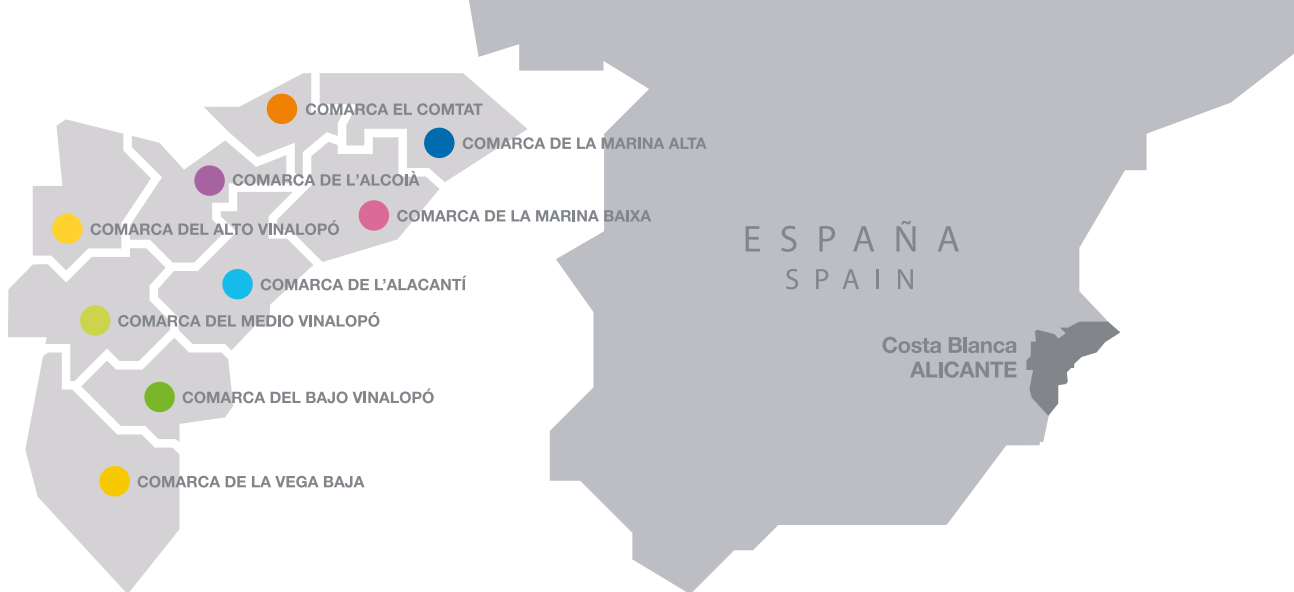 COMARCA EL COMTAT
COMARCA DE LA MARINA ALTA
COMARCA DE L’ALCOIÀ
COMARCA DE LA MARINA BAIXA
COMARCA DEL ALTO VINALOPÓ
COMARCA DE L’ALACANTÍ
COMARCA DEL MEDIO VINALOPÓ
COMARCA DEL BAJO VINALOPÓ
COMARCA DE LA VEGA BAJA
ESPAÑA
SPAIN
Costa Blanca
ALICANTE